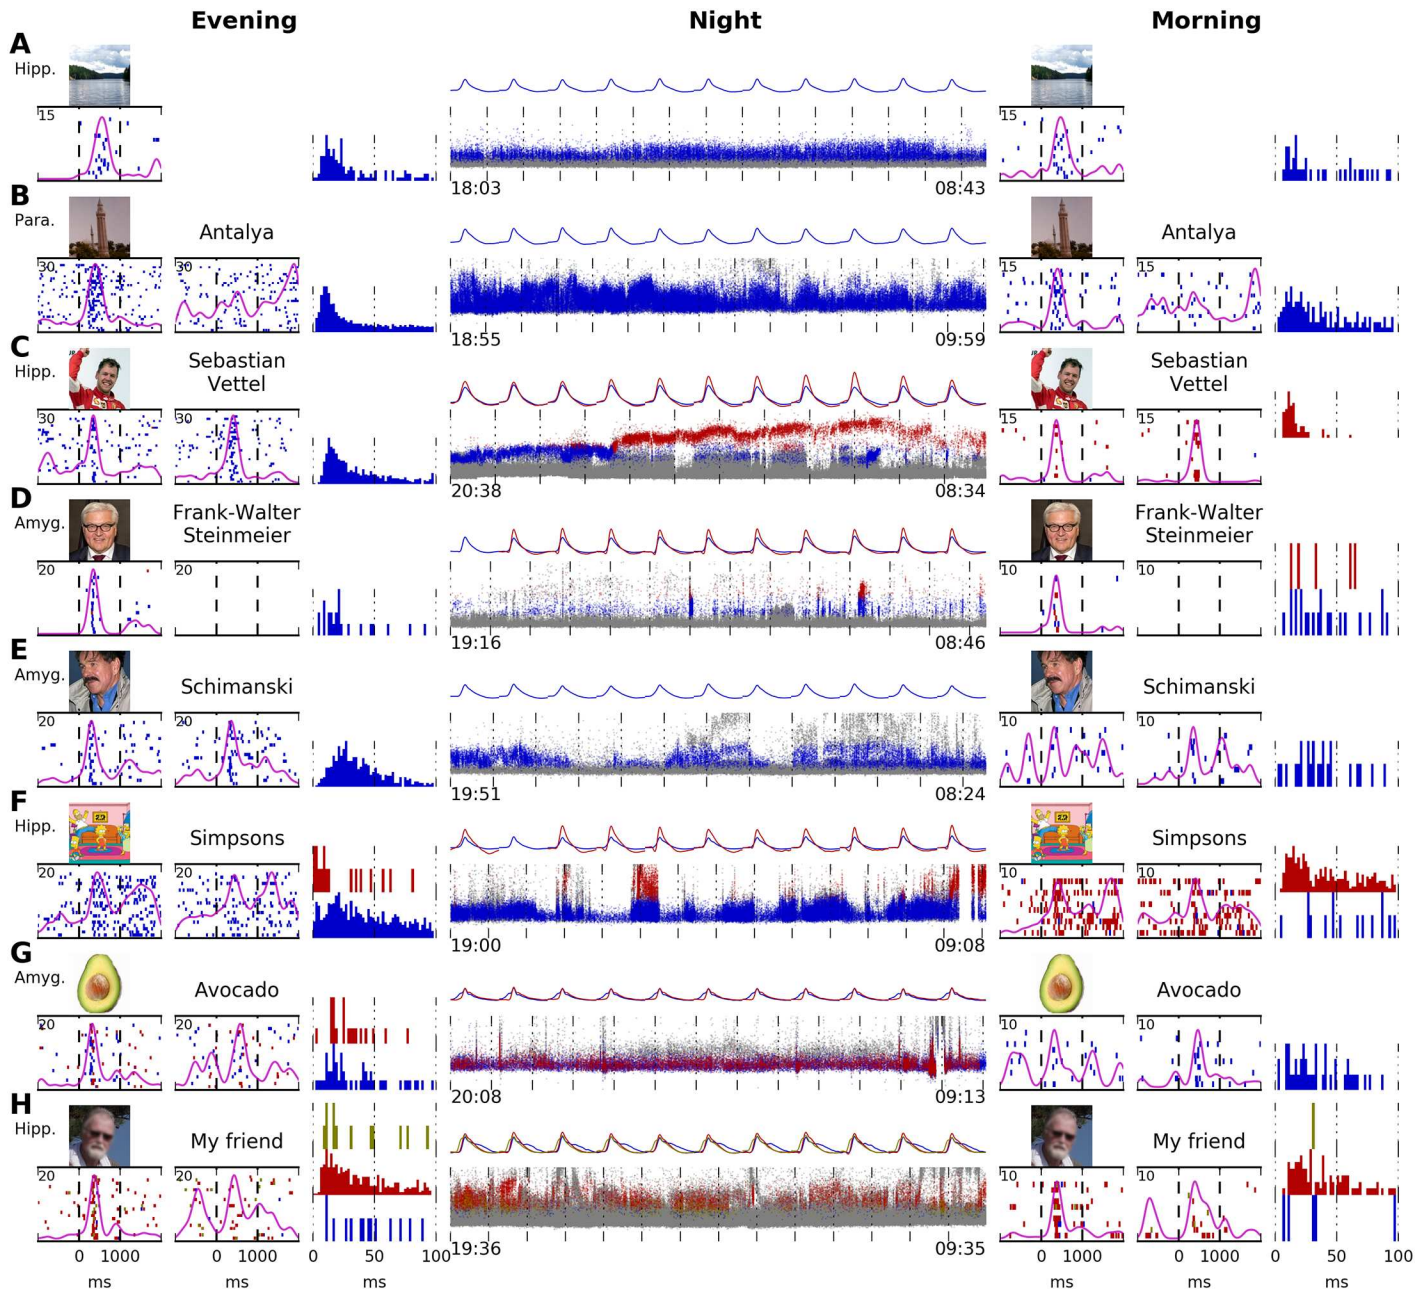 Evening Night Morning
A
Hipp.
15
15
18:03 08:43
B
Para.
Antalya
Antalya
30 30
15 15
18:55 09:59
C
Hipp.
Sebastian
Vettel
Sebastian
Vettel
30 30
15 15
20:38 08:34
D
Amyg.
Frank-Walter
Steinmeier
Frank-Walter
Steinmeier
20 20
10 10
19:16 08:46
E
Amyg.
Schimanski
Schimanski
20 20
10 10
19:51 08:24
F
Hipp.
Simpsons
Simpsons
20 20
10 10
19:00 09:08
G
Amyg.
Avocado
Avocado
20 20
10 10
20:08 09:13
H
Hipp.
My friend
My friend
20 20
10 10
19:36 09:35
0 1000 0 1000 0 50 100 0 1000 0 1000 0 50 100
ms ms ms ms ms ms